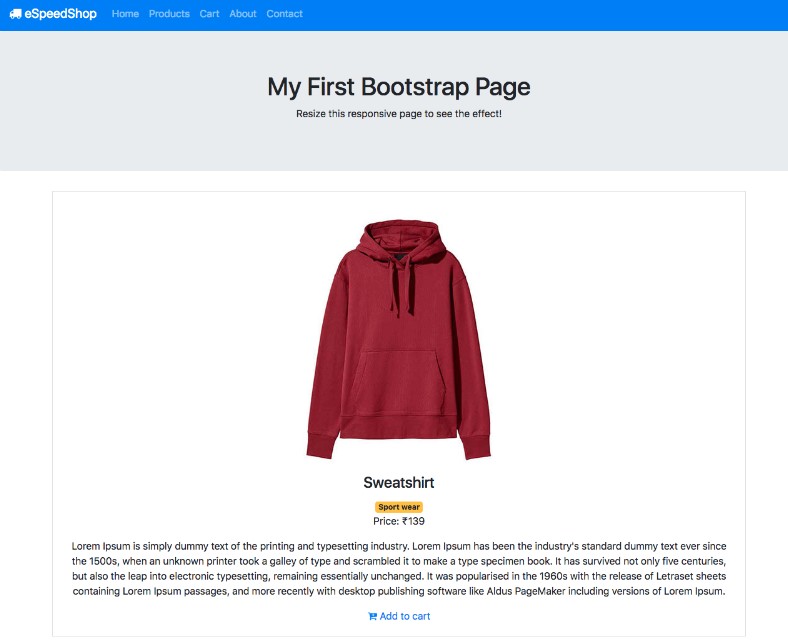 eSpeedShop Home Products Cart About Contact
My First Bootstrap Page
Resize this responsive page to see the effect!
Sweatshirt
Sport wear
Price: ₹139
Lorem Ipsum is simply dummy text of the printing and typesetting industry. Lorem Ipsum has been the industry's standard dummy text ever since
the 1500s, when an unknown printer took a galley of type and scrambled it to make a type specimen book. It has survived not only five centuries,
but also the leap into electronic typesetting, remaining essentially unchanged. It was popularised in the 1960s with the release of Letraset sheets
containing Lorem Ipsum passages, and more recently with desktop publishing software like Aldus PageMaker including versions of Lorem Ipsum.
Add to cart